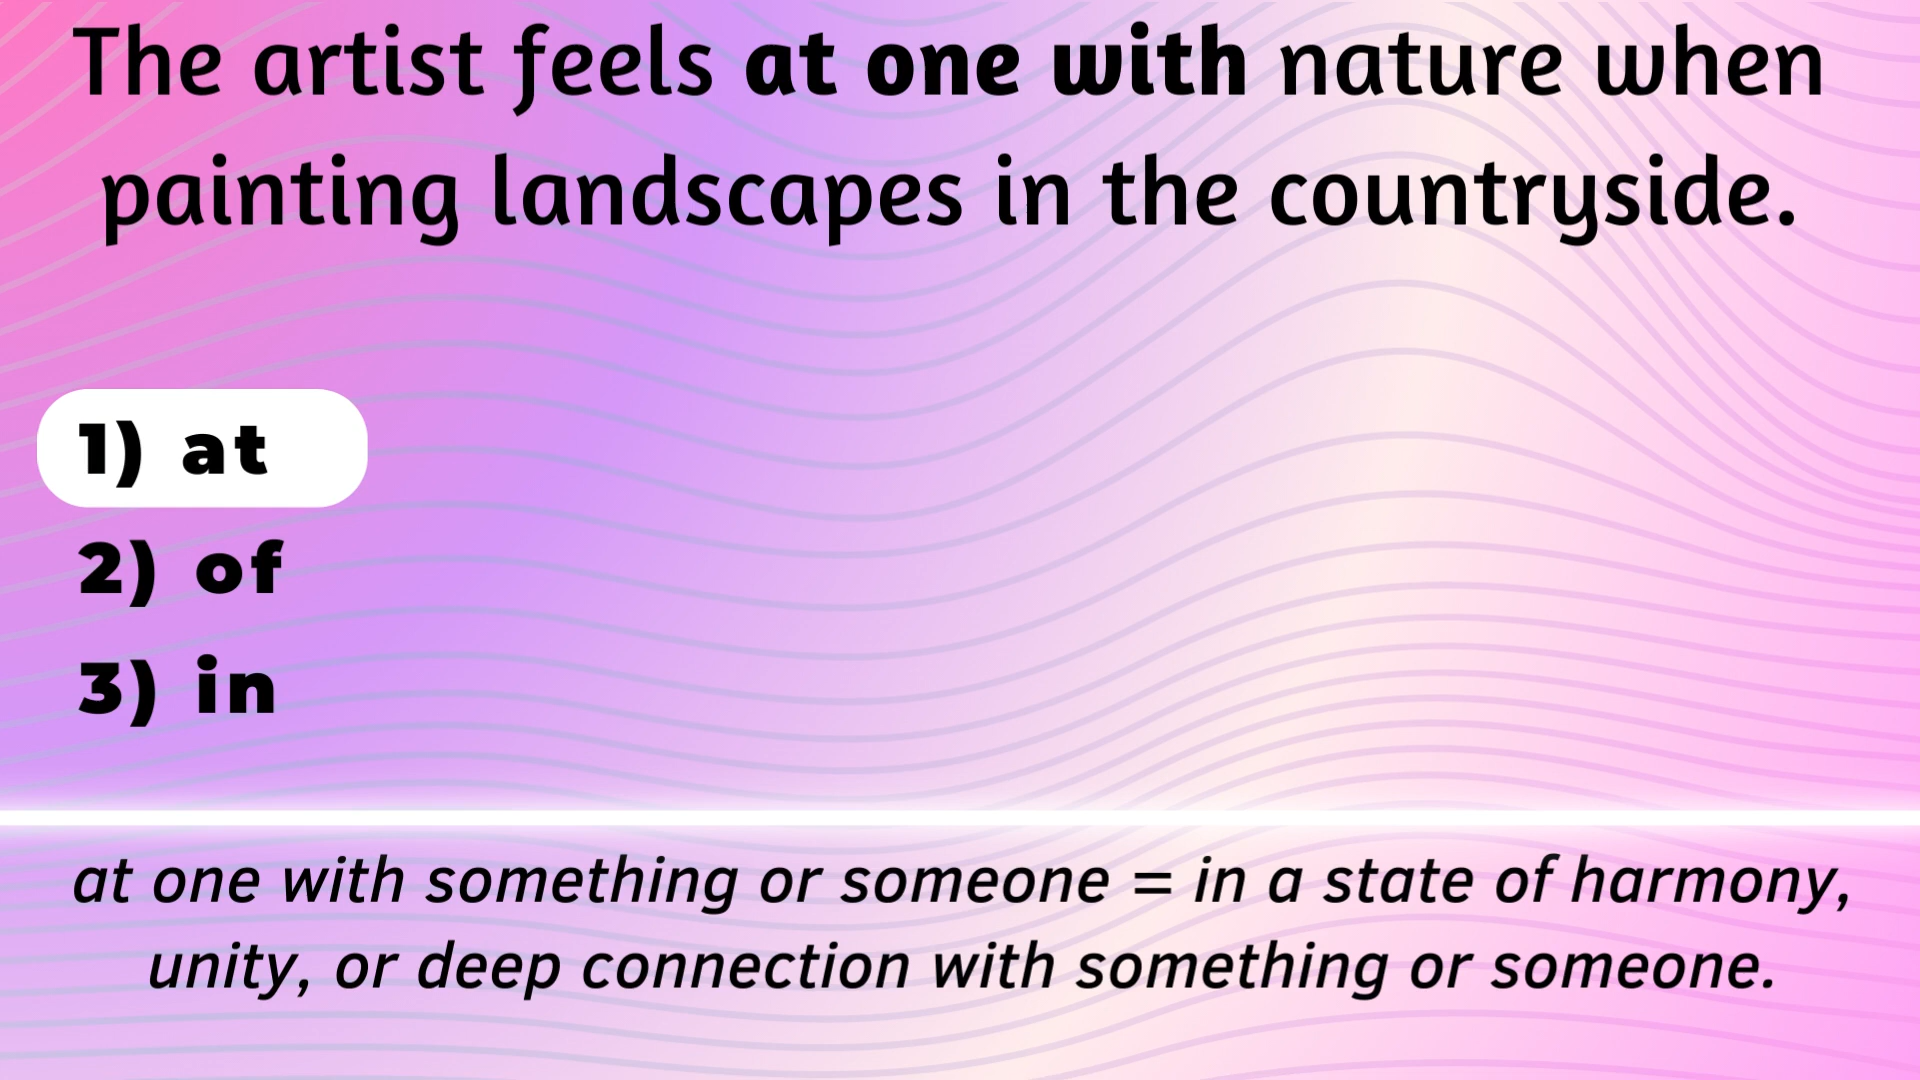 The artist feels at one with nature when
painting landscapes in the countryside.
1) at
2) of
3) in
at one with something or someone = in a state of harmony,
unity, or deep connection with something or someone.